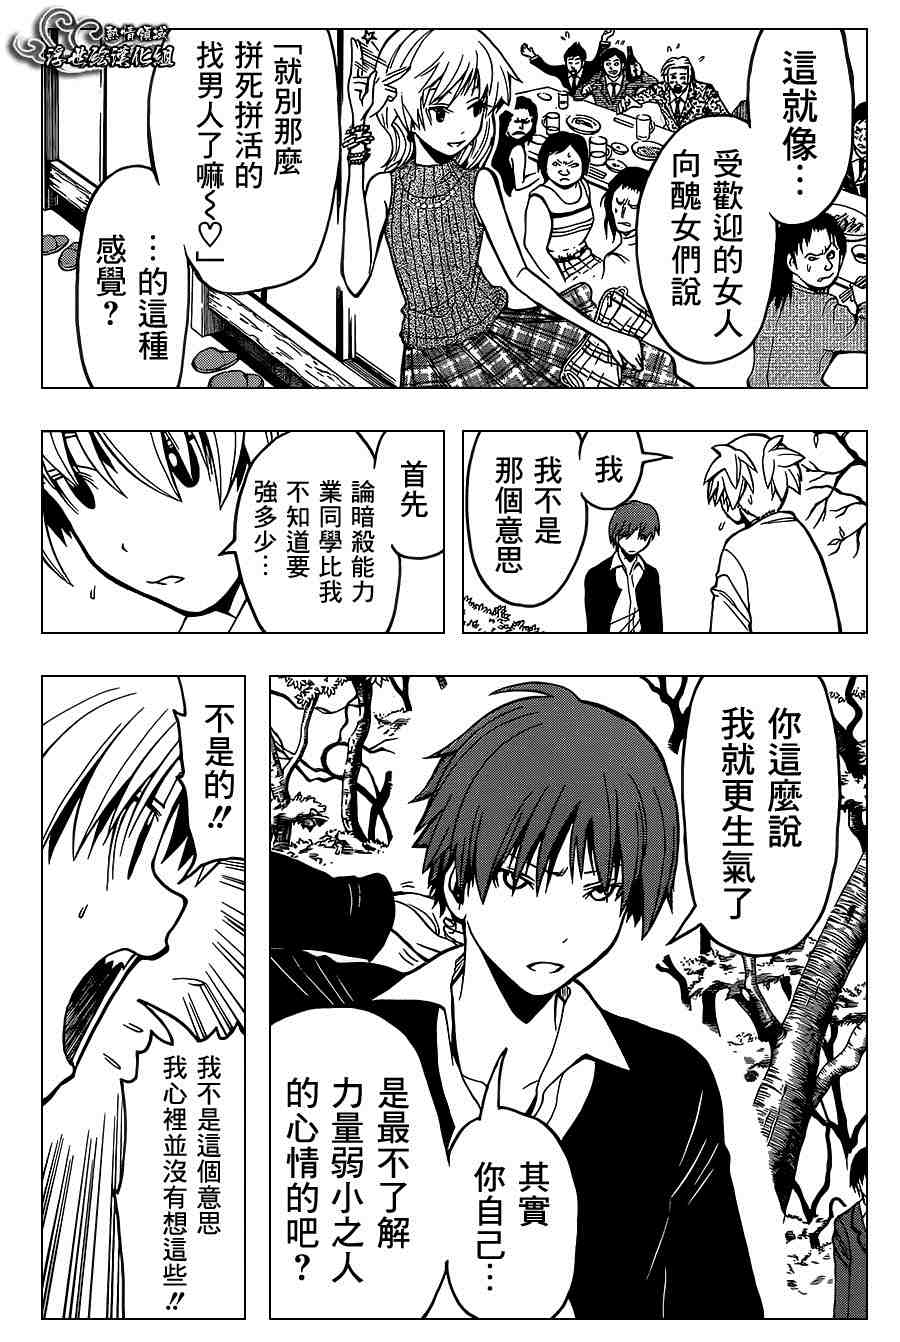 熱情領域
浮世繪漢化組
這就像…
受歡迎的女人
向醜女們說
「就別那麼
拼死拼活的
找男人了嘛~♡」
…的這種
感覺?
我
我不是
那個意思
首先
論暗殺能力
業同學比我
不知道要
強多少…
你這麼說
我就更生氣了
其實
你自己…
是最不了解
力量弱小之人
的心情的吧?
不是的!!
我不是這個意思
我心裡並沒有想這些!!